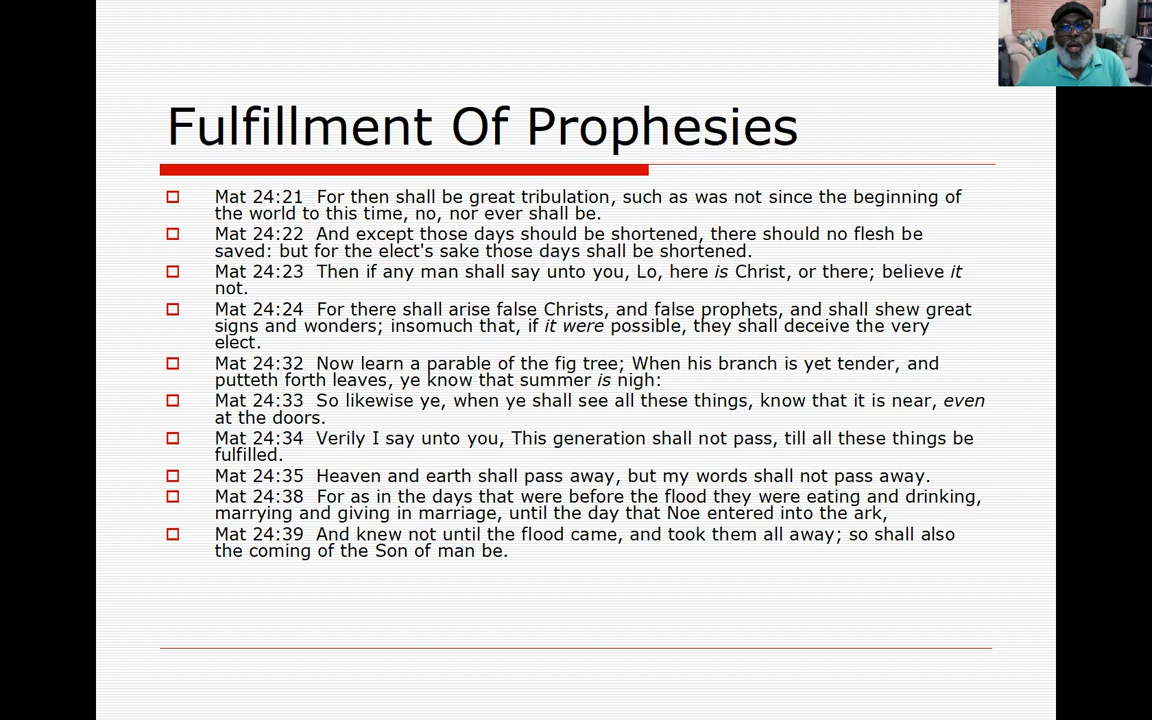 Fulfillment Of Prophesies
Mat 24:21 For then shall be great tribulation, such as was not since the beginning of
the world to this time, no, nor ever shall be.
Mat 24:22 And except those days should be shortened, there should no flesh be
saved: but for the elect's sake those days shall be shortened.
Mat 24:23 Then if any man shall say unto you, Lo, here is Christ, or there; believe it
not.
Mat 24:24 For there shall arise false Christs, and false prophets, and shall shew great
signs and wonders; insomuch that, if it were possible, they shall deceive the very
elect.
Mat 24:32 Now learn a parable of the fig tree; When his branch is yet tender, and
putteth forth leaves, ye know that summer is nigh:
Mat 24:33 So likewise ye, when ye shall see all these things, know that it is near, even
at the doors.
Mat 24:34 Verily I say unto you, This generation shall not pass, till all these things be
fulfilled.
Mat 24:35 Heaven and earth shall pass away, but my words shall not pass away.
Mat 24:38 For as in the days that were before the flood they were eating and drinking,
marrying and giving in marriage, until the day that Noe entered into the ark,
Mat 24:39 And knew not until the flood came, and took them all away; so shall also
the coming of the Son of man be.